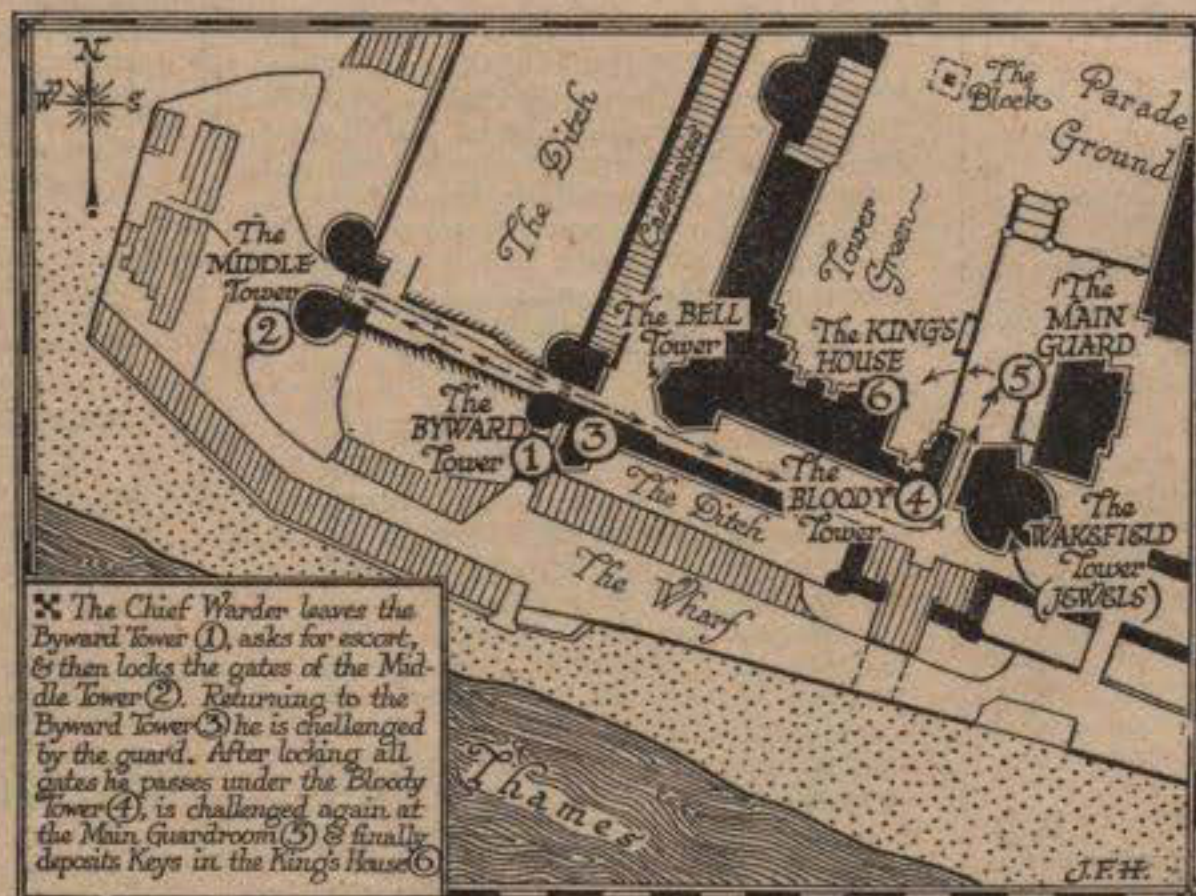 N
W S
The Ditch
Casemates
The
Block
Parade
Ground
Tower
Green
The
MIDDLE
Tower
②
The BELL
Tower
The KING'S
HOUSE
⑥
The
MAIN
GUARD
⑤
The
BYWARD
Tower ①
③
The
BLOODY
Tower
④
The Ditch
The
WAKEFIELD
Tower
(JEWELS)
The Wharf
Thames
The Chief Warder leaves the
Byward Tower ①, asks for escort,
& then locks the gates of the Mid-
dle Tower ②. Returning to the
Byward Tower ③ he is challenged
by the guard. After locking all
gates he passes under the Bloody
Tower ④, is challenged again at
the Main Guardroom ⑤ & finally
deposits Keys in the King's House ⑥
J.F.H.